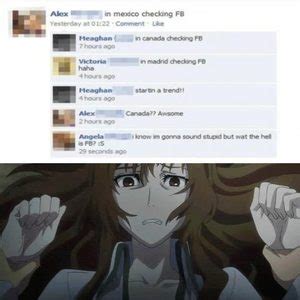 Alex in mexico checking FB
Yesterday at 01:22 · Comment · Like
Meaghan in canada checking FB
7 hours ago
Victoria in madrid checking FB
haha
4 hours ago
Meaghan startin a trend!!
4 hours ago
Alex Canada?? Awsome
2 hours ago
Angela i know im gonna sound stupid but wat the hell
is FB? :S
29 seconds ago